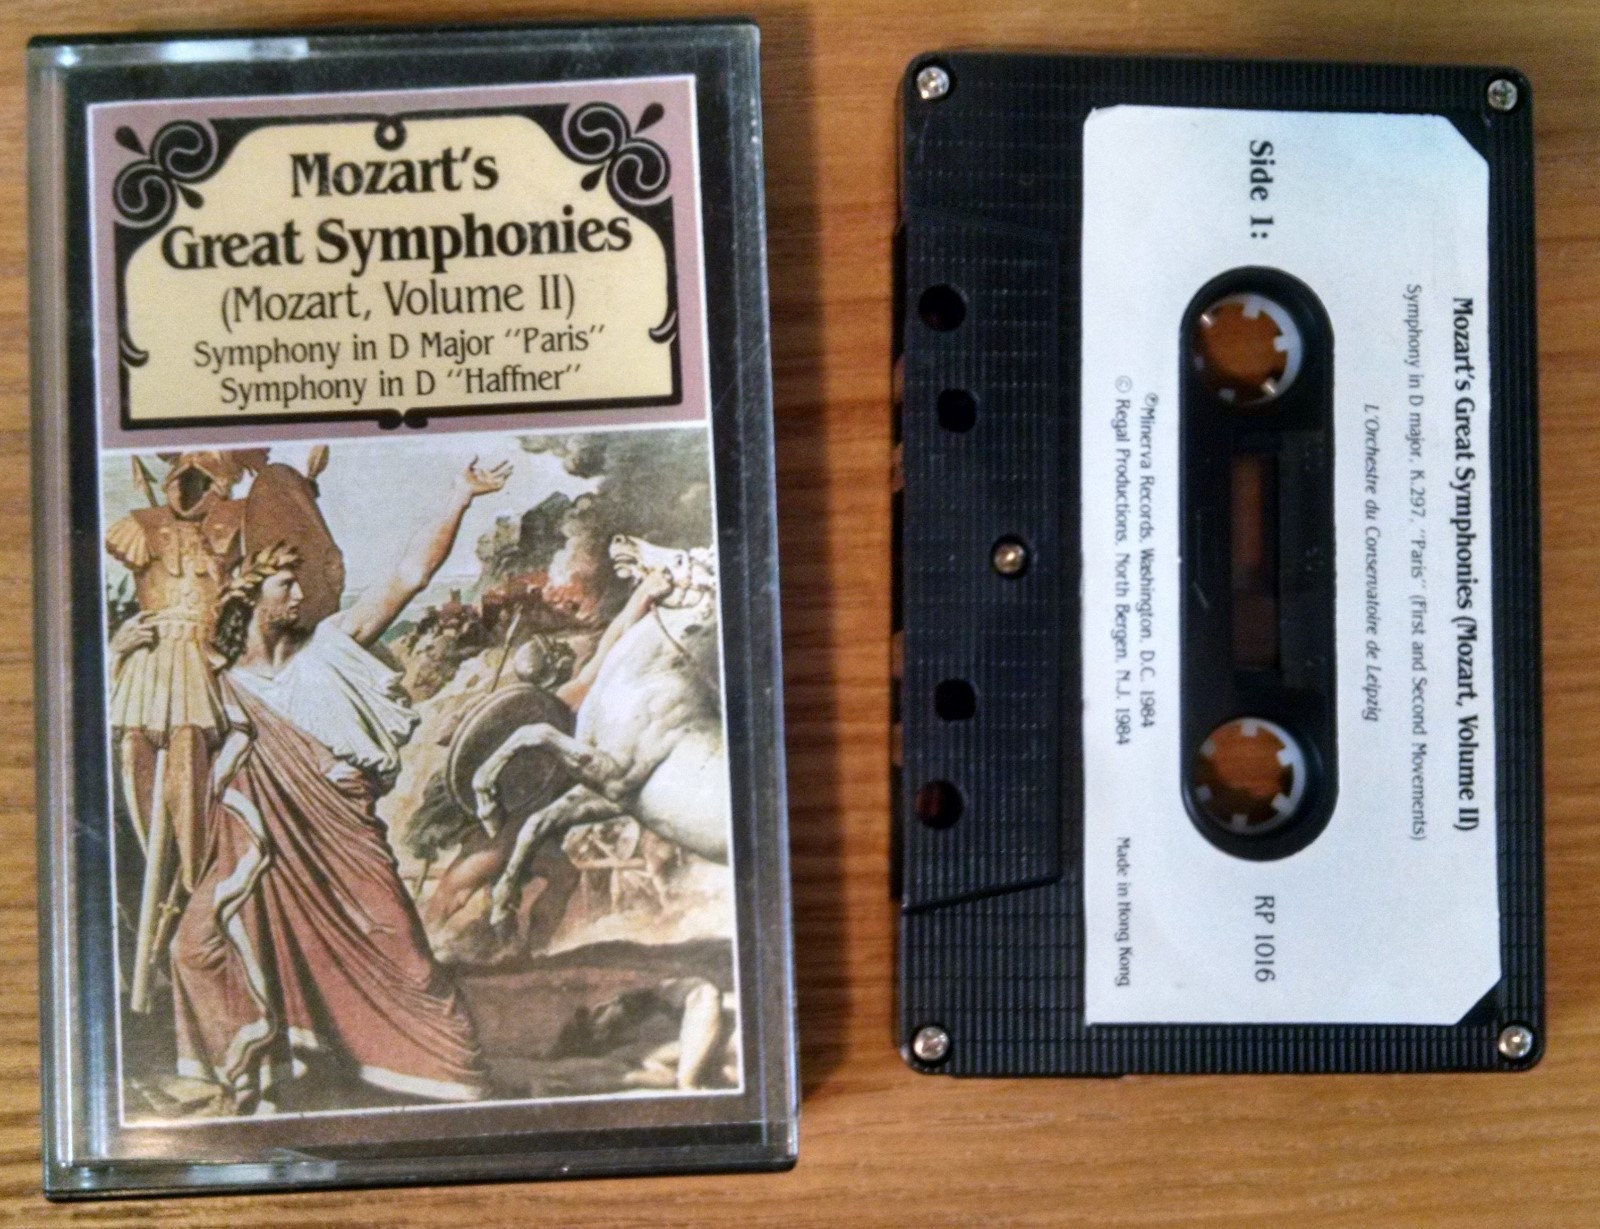 Mozart's
Great Symphonies
(Mozart, Volume II)
Symphony in D Major "Paris"
Symphony in D "Haffner"
Mozart's Great Symphonies (Mozart, Volume II)
Symphony in D major, K.297, "Paris" (First and Second Movements)
L'Orchestre du Conservatoire de Leipzig
Side 1:
RP 1016
℗Minerva Records, Washington, D.C. 1984
© Regal Productions, North Bergen, N.J. 1984
Made in Hong Kong